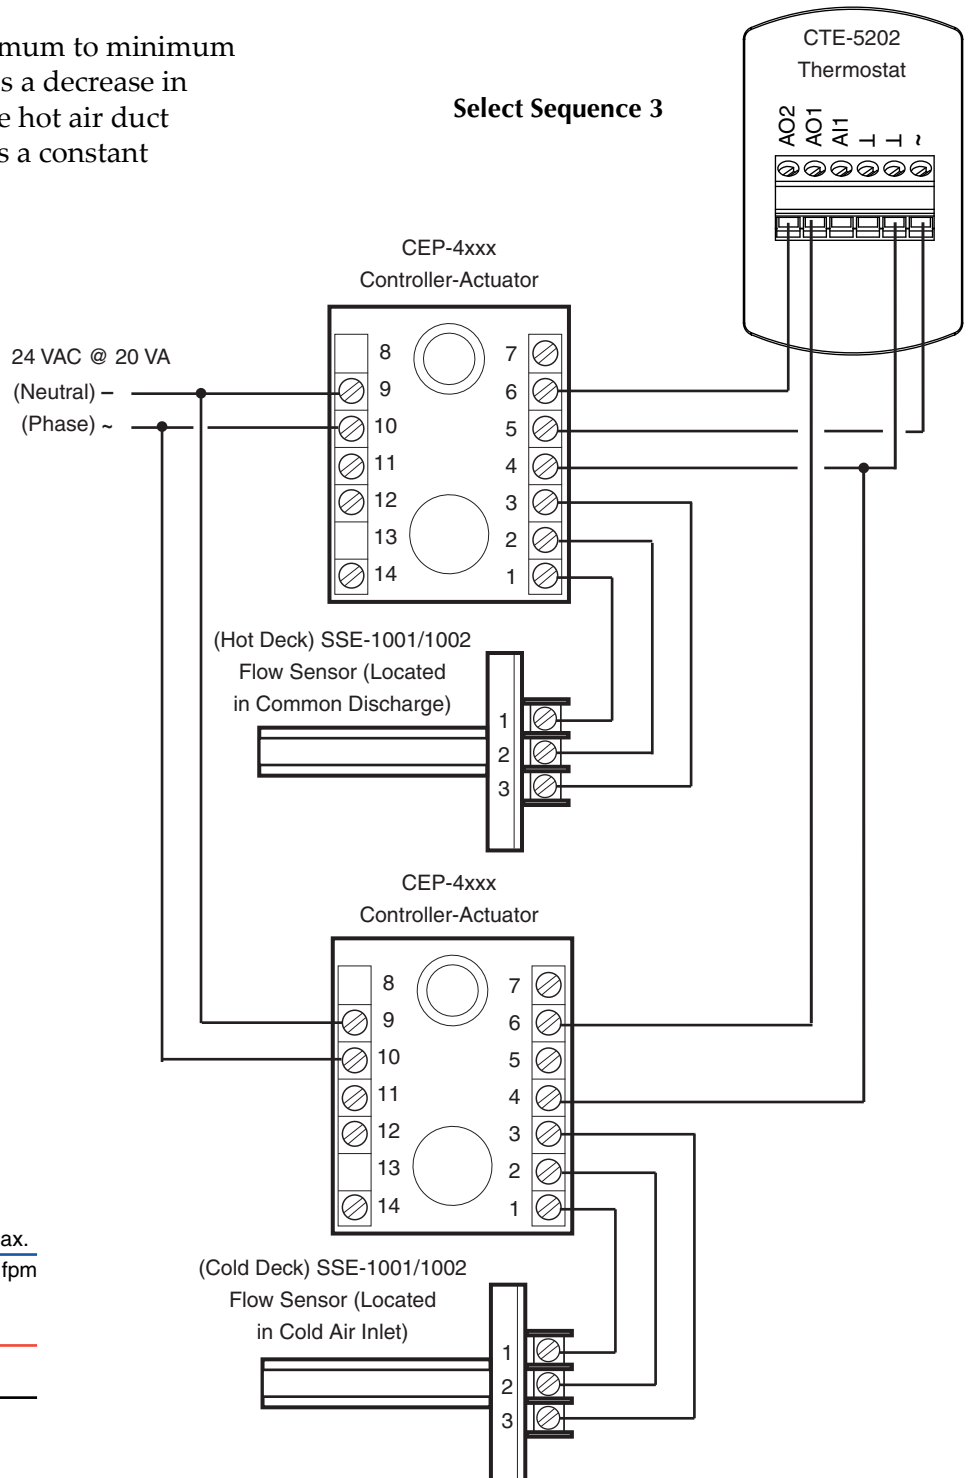 mum to minimum
s a decrease in
e hot air duct
s a constant
Select Sequence 3
CTE-5202
Thermostat
AO2
AO1
AI1
⊥
⊥
~
CEP-4xxx
Controller-Actuator
24 VAC @ 20 VA
(Neutral) –
(Phase) ~
8
9
10
11
12
13
14
7
6
5
4
3
2
1
(Hot Deck) SSE-1001/1002
Flow Sensor (Located
in Common Discharge)
1
2
3
CEP-4xxx
Controller-Actuator
8
9
10
11
12
13
14
7
6
5
4
3
2
1
ax.
fpm
(Cold Deck) SSE-1001/1002
Flow Sensor (Located
in Cold Air Inlet)
1
2
3